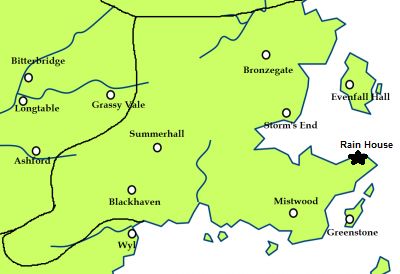 Bitterbridge
Bronzegate
Longtable
Grassy Vale
Evenfall Hall
Storm's End
Summerhall
Rain House
Ashford
Blackhaven
Mistwood
Greenstone
Wyl